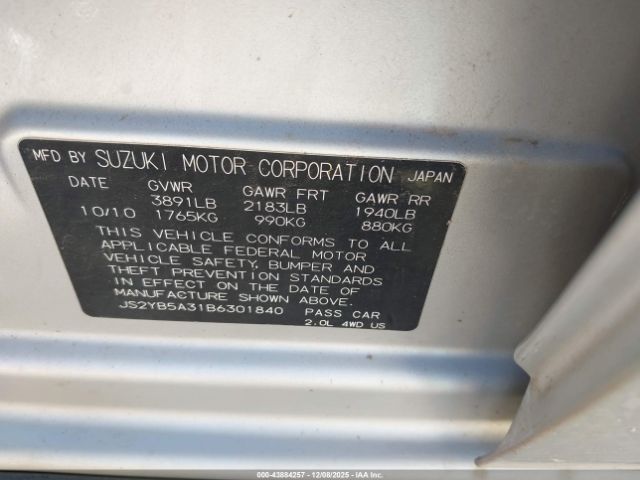 MFD BY SUZUKI MOTOR CORPORATION JAPAN
DATE GVWR GAWR FRT GAWR RR
3891LB 2183LB 1940LB
10/10 1765KG 990KG 880KG
THIS VEHICLE CONFORMS TO ALL
APPLICABLE FEDERAL MOTOR
VEHICLE SAFETY, BUMPER AND
THEFT PREVENTION STANDARDS
IN EFFECT ON THE DATE OF
MANUFACTURE SHOWN ABOVE.
JS2YB5A31B6301840 PASS CAR
2.0L 4WD US
000-43884257 | 12/08/2025 | IAA Inc.